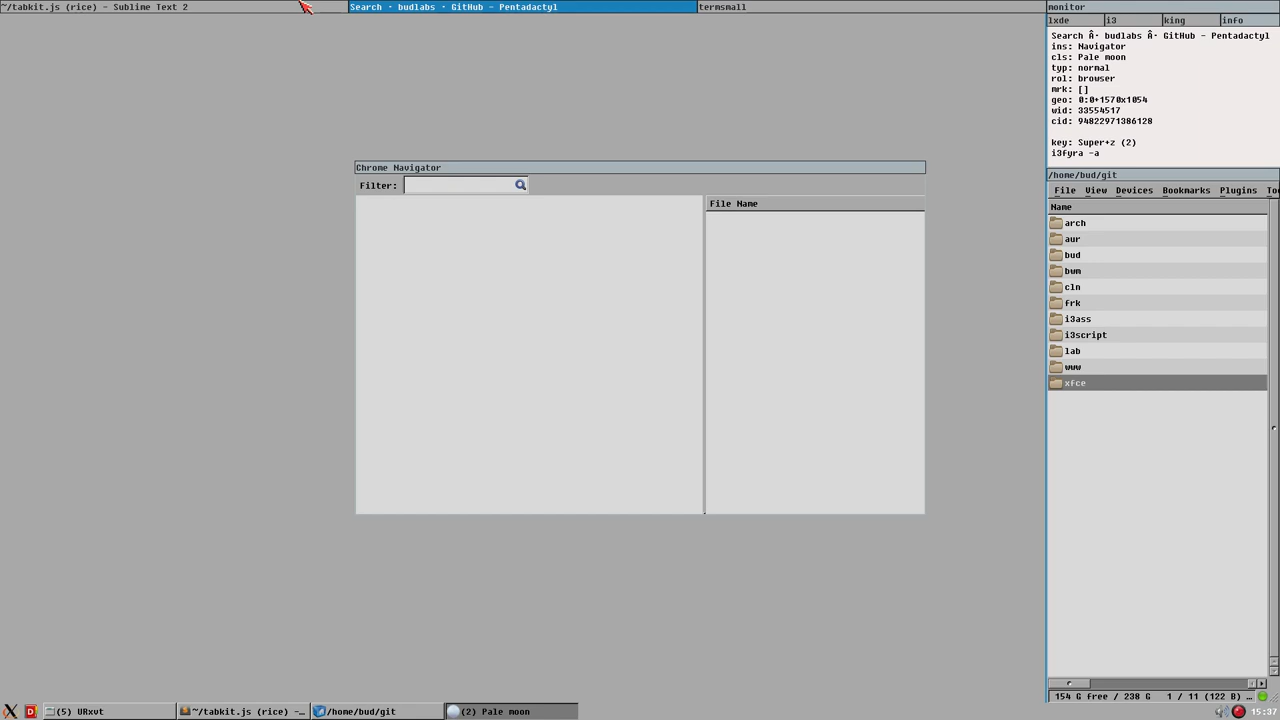 ~/tabkit.js (rice) - Sublime Text 2
Search · budlabs · GitHub - Pentadactyl
termsmall
monitor
lxde
i3
king
info
Search Â· budlabs Â· GitHub - Pentadactyl
ins: Navigator
cls: Pale moon
typ: normal
rol: browser
mrk: []
geo: 0:0+1570x1054
wid: 33554517
cid: 94822971386128
key: Super+z (2)
i3fyra -a
Chrome Navigator
Filter:
File Name
/home/bud/git
File View Devices Bookmarks Plugins To
Name
arch
aur
bud
bwm
cln
frk
i3ass
i3script
lab
www
xfce
154 G free / 238 G 1 / 11 (122 B) …
(5) URxvt
~/tabkit.js (rice) -…
/home/bud/git
(2) Pale moon
15:37